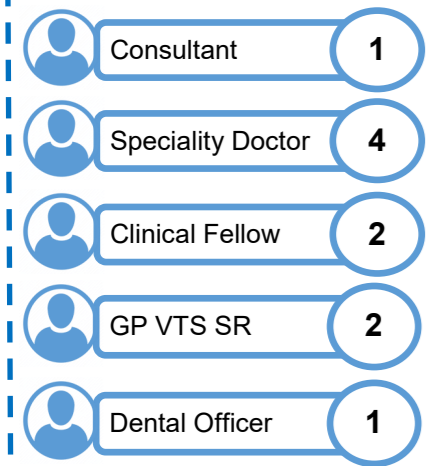 Consultant 1
Speciality Doctor 4
Clinical Fellow 2
GP VTS SR 2
Dental Officer 1